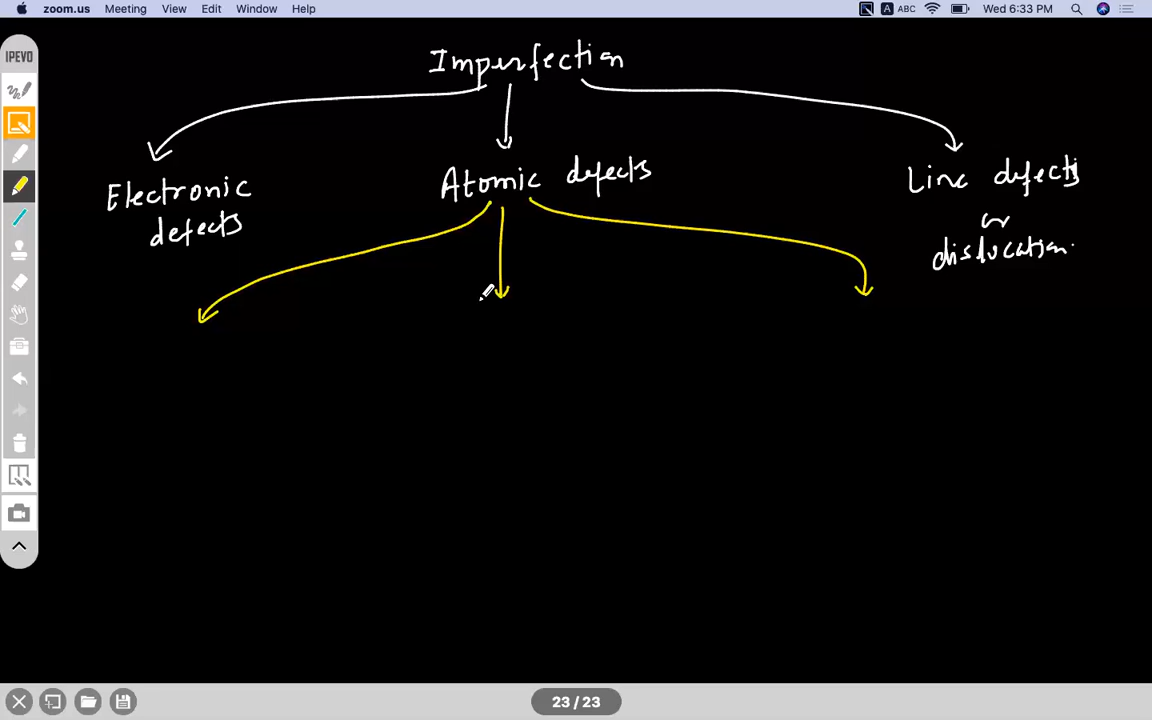 zoom.us Meeting View Edit Window Help
A ABC Wed 6:33 PM
IPEVO
Imperfection
Electronic
defects
Atomic defects
Line defects
or
dislocation
23 / 23